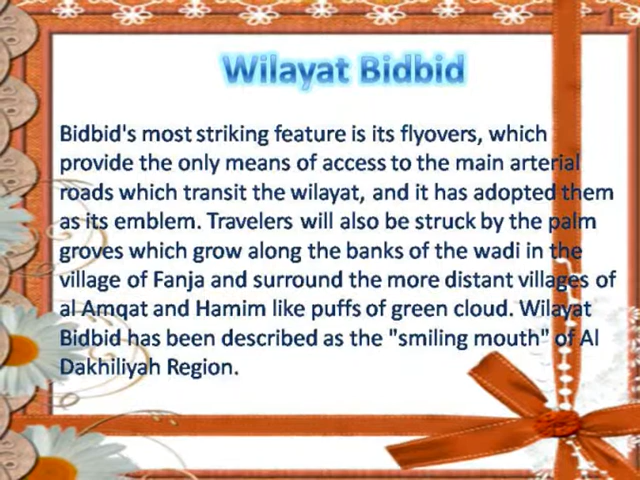 Wilayat Bidbid
Bidbid's most striking feature is its flyovers, which
provide the only means of access to the main arterial
roads which transit the wilayat, and it has adopted them
as its emblem. Travelers will also be struck by the palm
groves which grow along the banks of the wadi in the
village of Fanja and surround the more distant villages of
al Amqat and Hamim like puffs of green cloud. Wilayat
Bidbid has been described as the "smiling mouth" of Al
Dakhiliyah Region.